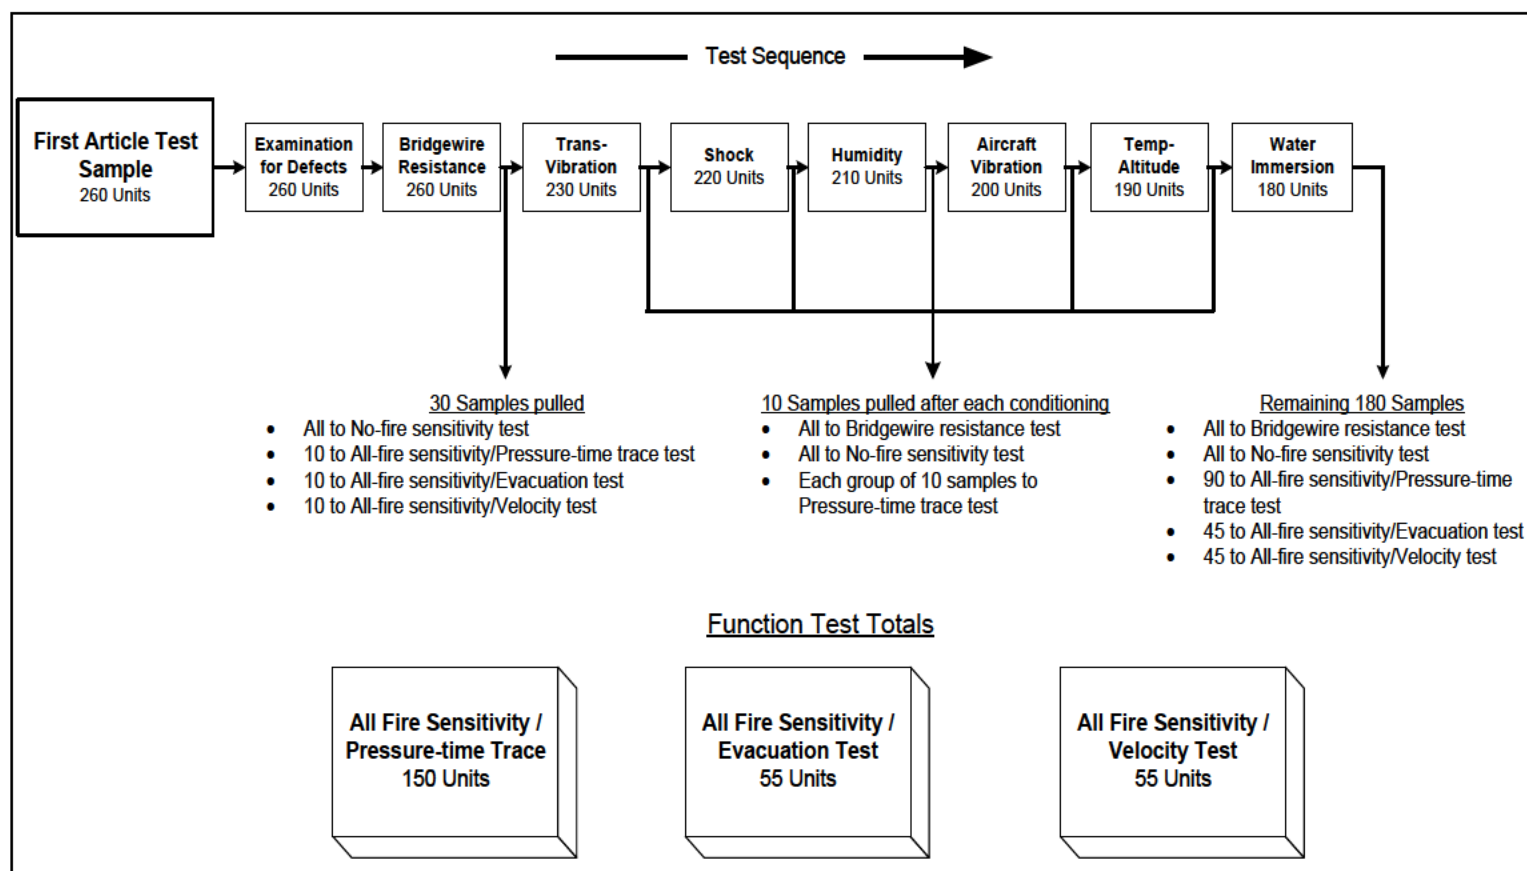 Test Sequence
First Article Test
Sample
260 Units
Examination
for Defects
260 Units
Bridgewire
Resistance
260 Units
Trans-
Vibration
230 Units
Shock
220 Units
Humidity
210 Units
Aircraft
Vibration
200 Units
Temp-
Altitude
190 Units
Water
Immersion
180 Units
30 Samples pulled
• All to No-fire sensitivity test
• 10 to All-fire sensitivity/Pressure-time trace test
• 10 to All-fire sensitivity/Evacuation test
• 10 to All-fire sensitivity/Velocity test
10 Samples pulled after each conditioning
• All to Bridgewire resistance test
• All to No-fire sensitivity test
• Each group of 10 samples to
Pressure-time trace test
Remaining 180 Samples
• All to Bridgewire resistance test
• All to No-fire sensitivity test
• 90 to All-fire sensitivity/Pressure-time
trace test
• 45 to All-fire sensitivity/Evacuation test
• 45 to All-fire sensitivity/Velocity test
Function Test Totals
All Fire Sensitivity /
Pressure-time Trace
150 Units
All Fire Sensitivity /
Evacuation Test
55 Units
All Fire Sensitivity /
Velocity Test
55 Units